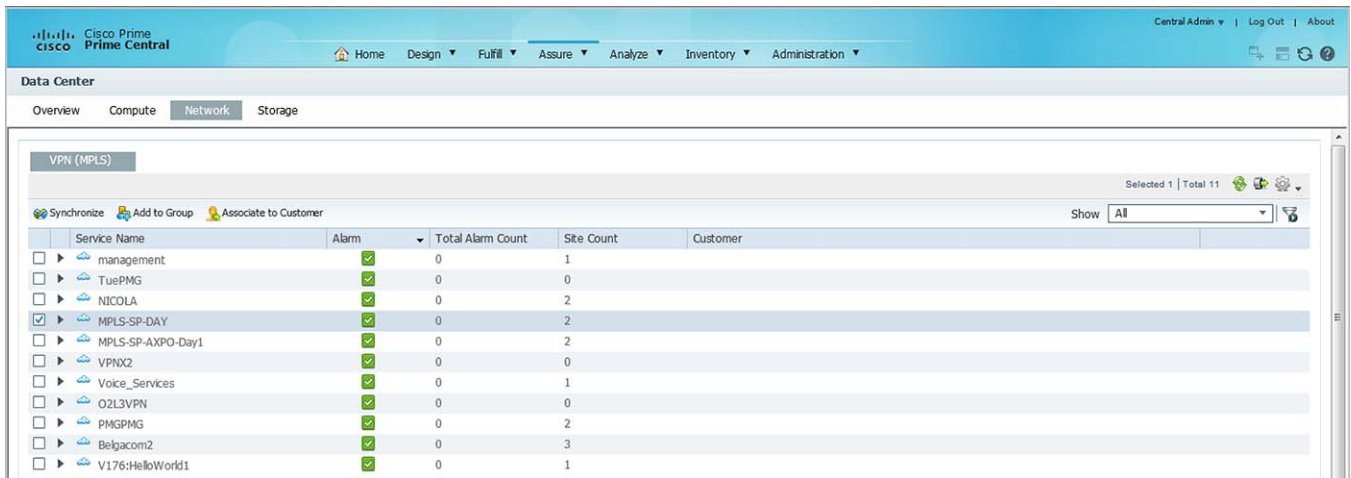 Central Admin | Log Out | About
Cisco Prime
CISCO Prime Central
Home Design Fulfill Assure Analyze Inventory Administration
Data Center
Overview Compute Network Storage
VPN (MPLS)
Selected 1 | Total 11
Synchronize Add to Group Associate to Customer Show All
Service Name Alarm Total Alarm Count Site Count Customer
management 0 1
TuePMG 0 0
NICOLA 0 2
MPLS-SP-DAY 0 2
MPLS-SP-AXPO-Day1 0 2
VPNX2 0 0
Voice_Services 0 1
O2L3VPN 0 0
PMGPMG 0 2
Belgacom2 0 3
V176:HelloWorld1 0 1